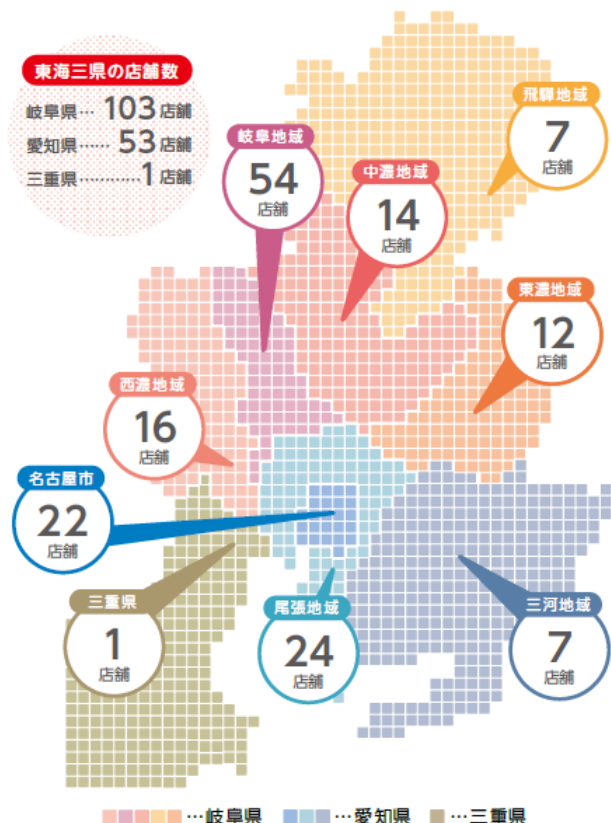 東海三県の店舗数
岐阜県… 103 店舗
愛知県…… 53 店舗
三重県…………1 店舗
飛騨地域
7
店舗
岐阜地域
54
店舗
中濃地域
14
店舗
東濃地域
12
店舗
西濃地域
16
店舗
名古屋市
22
店舗
三重県
1
店舗
尾張地域
24
店舗
三河地域
7
店舗
…岐阜県 …愛知県 …三重県